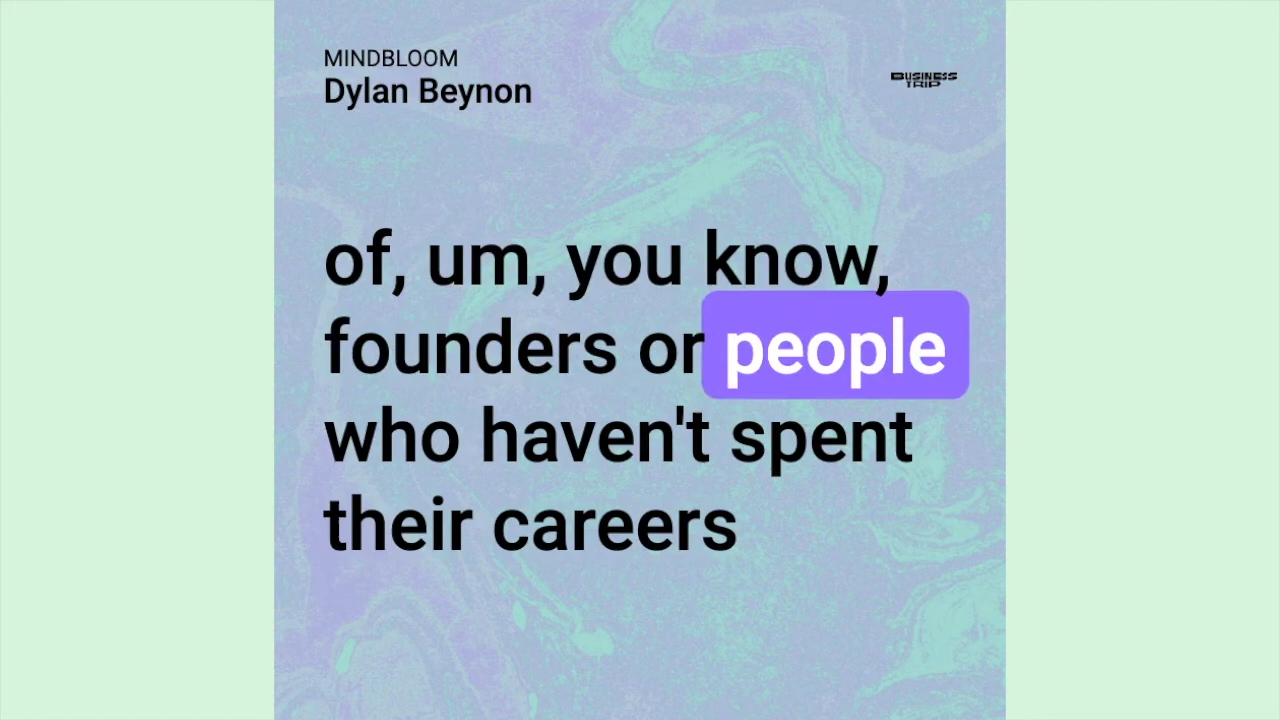 MINDBLOOM
Dylan Beynon
BUSINESS
TRIP
of, um, you know,
founders or people
who haven't spent
their careers